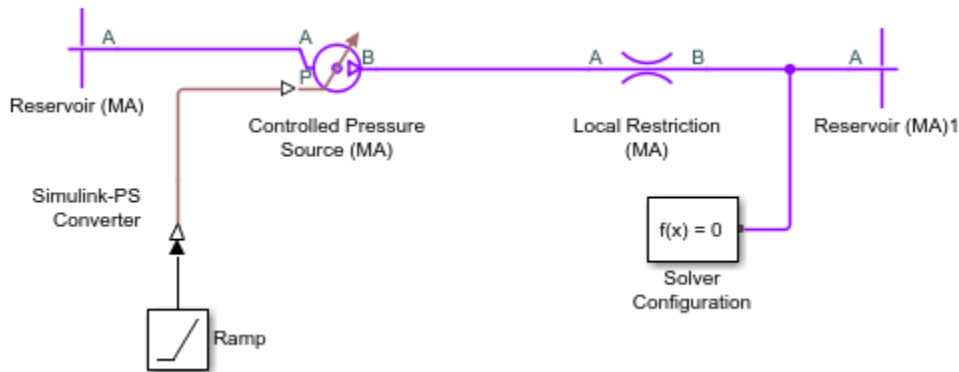 A
A
B
P
A
B
A
Reservoir (MA)
Controlled Pressure
Source (MA)
Local Restriction
(MA)
Reservoir (MA)1
Simulink-PS
Converter
f(x) = 0
Solver
Configuration
Ramp